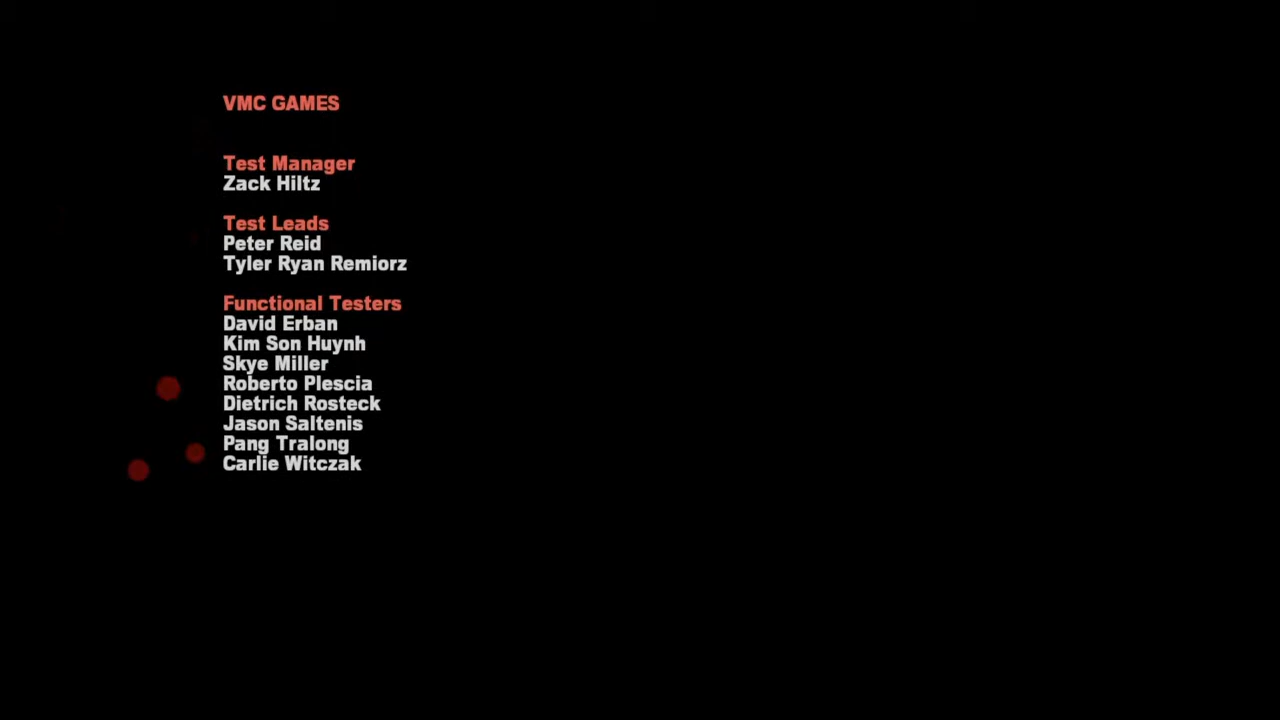 VMC GAMES
Test Manager
Zack Hiltz
Test Leads
Peter Reid
Tyler Ryan Remiorz
Functional Testers
David Erban
Kim Son Huynh
Skye Miller
Roberto Plescia
Dietrich Rosteck
Jason Saltenis
Pang Tralong
Carlie Witczak